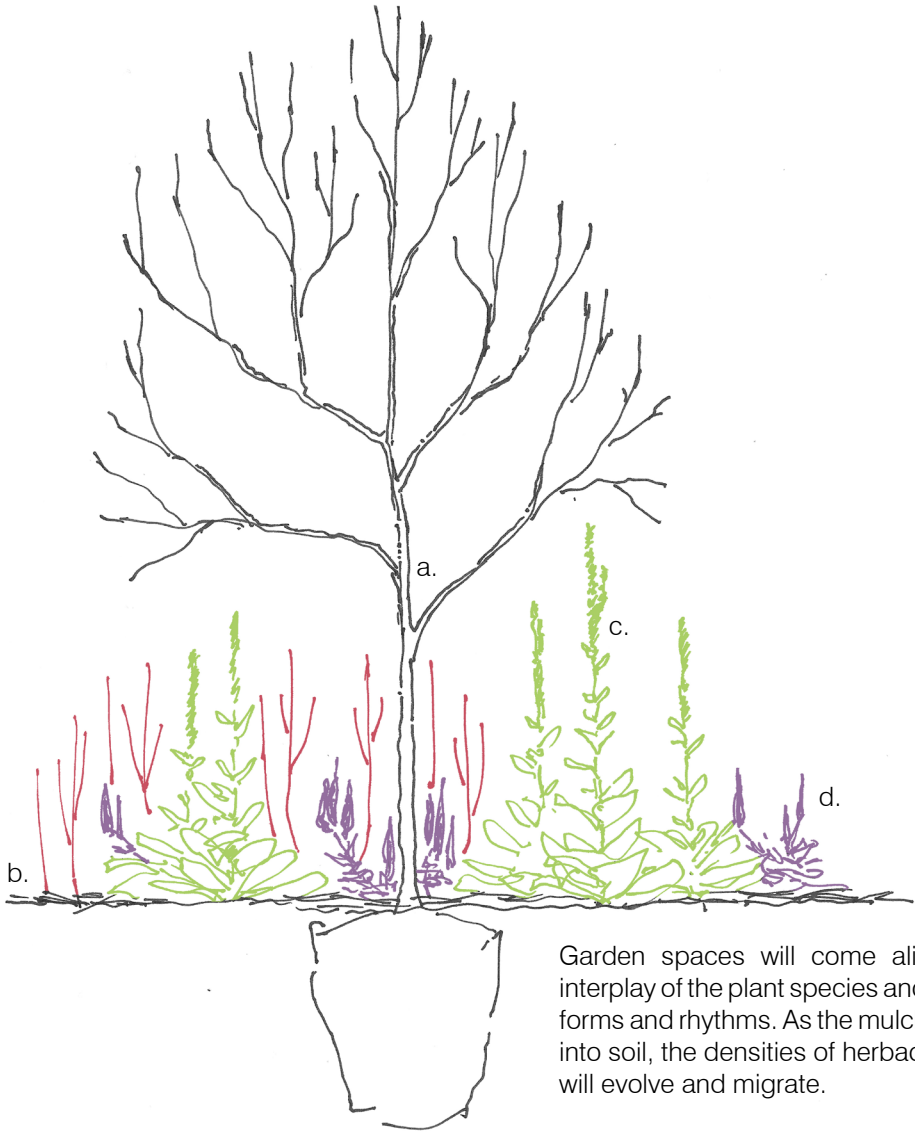 a.
c.
d.
b.
Garden spaces will come ali
interplay of the plant species and
forms and rhythms. As the mulc
into soil, the densities of herbac
will evolve and migrate.